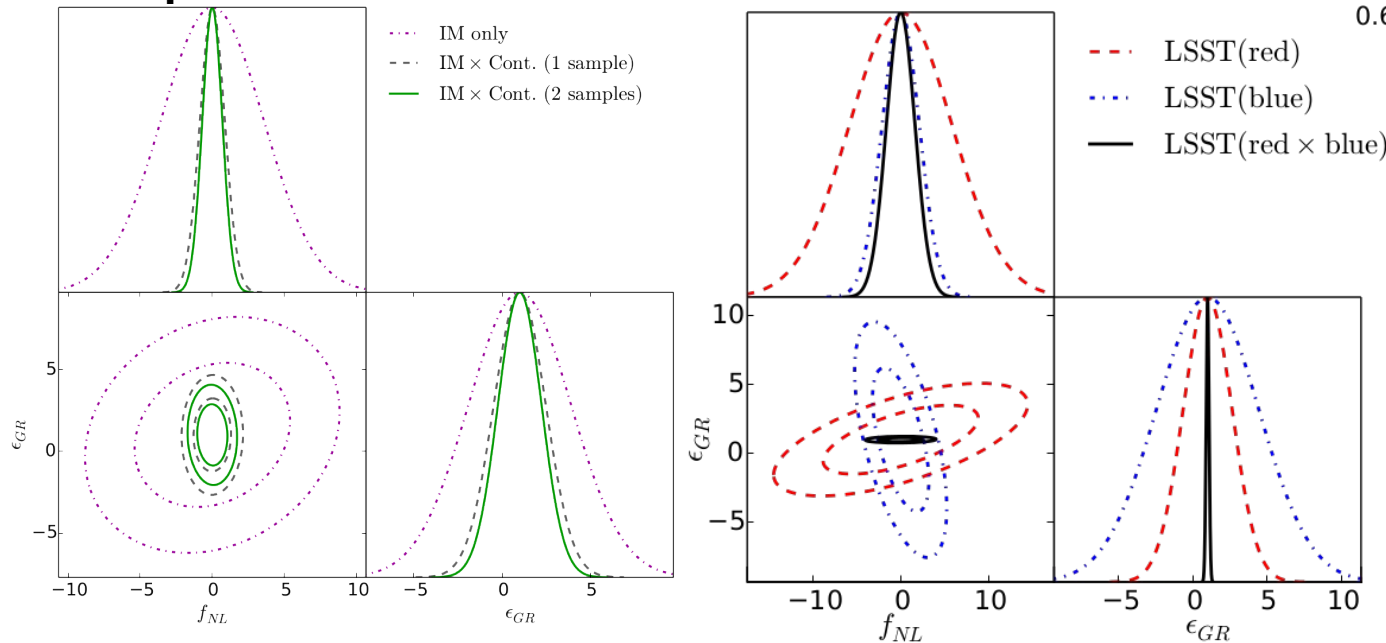 IM only
IM × Cont. (1 sample)
IM × Cont. (2 samples)
−10 −5 0 5 10
f_NL
5
0
−5
ϵ_GR
−5 0 5
ϵ_GR
0.6
LSST(red)
LSST(blue)
LSST(red × blue)
10
5
0
−5
ϵ_GR
−10 0 10
f_NL
−5 0 5 10
ϵ_GR